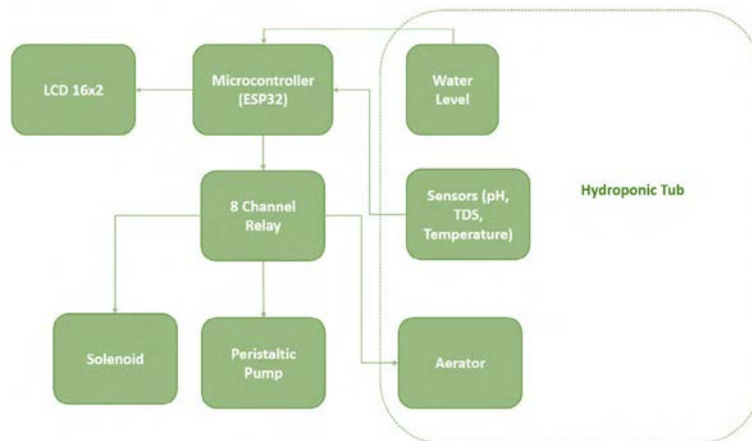 LCD 16x2
Microcontroller
(ESP32)
Water
Level
8 Channel
Relay
Sensors (pH,
TDS,
Temperature)
Hydroponic Tub
Solenoid
Peristaltic
Pump
Aerator